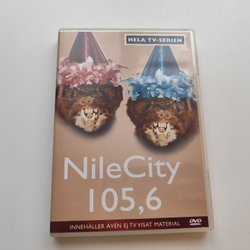 HELA TV-SERIEN
NileCity
105,6
INNEHÅLLER ÄVEN EJ TV VISAT MATERIAL
DVD